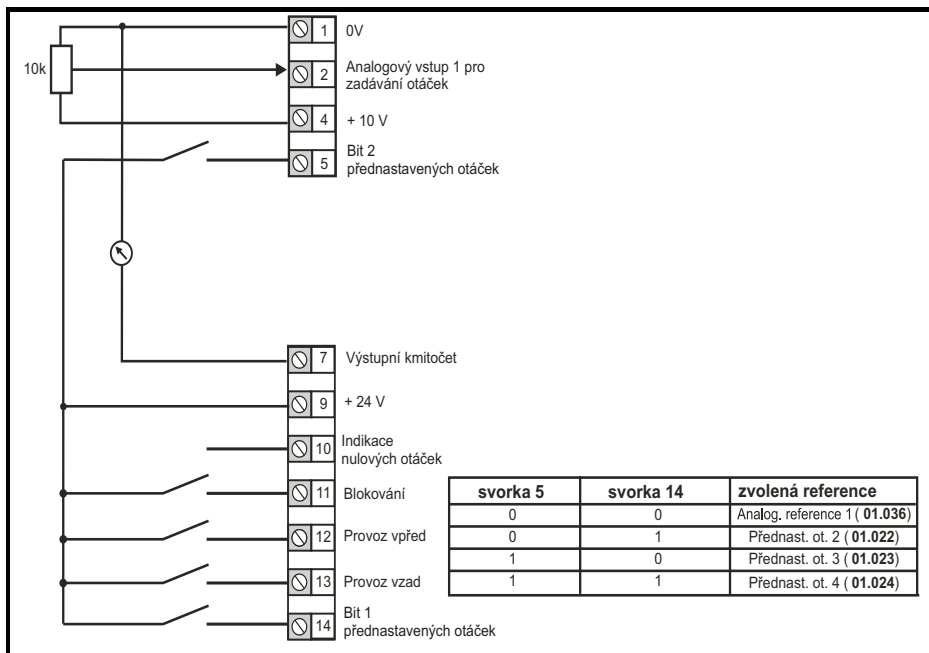 1 0V
10k
2 Analogový vstup 1 pro
zadávání otáček
4 + 10 V
5 Bit 2
přednastavených otáček
7 Výstupní kmitočet
9 + 24 V
10 Indikace
nulových otáček
11 Blokování
12 Provoz vpřed
13 Provoz vzad
14 Bit 1
přednastavených otáček
svorka 5 svorka 14 zvolená reference
0 0 Analog. reference 1 ( 01.036)
0 1 Přednast. ot. 2 ( 01.022)
1 0 Přednast. ot. 3 ( 01.023)
1 1 Přednast. ot. 4 ( 01.024)